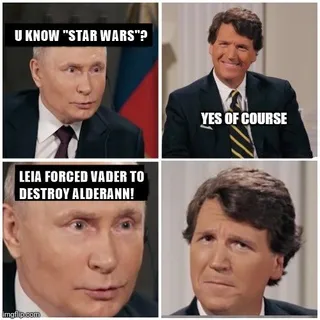 U KNOW "STAR WARS"?
YES OF COURSE
LEIA FORCED VADER TO
DESTROY ALDERANN!
imgflip.com